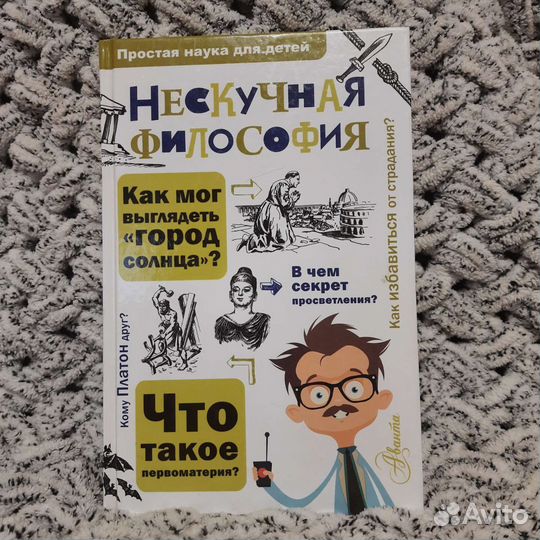 Простая наука для детей
Нескучная
философия
Как мог
выглядеть
«город
солнца»?
Как избавиться от страдания?
В чем
секрет
просветления?
Кому Платон друг?
Что
такое
первоматерия?
Аванта
Avito